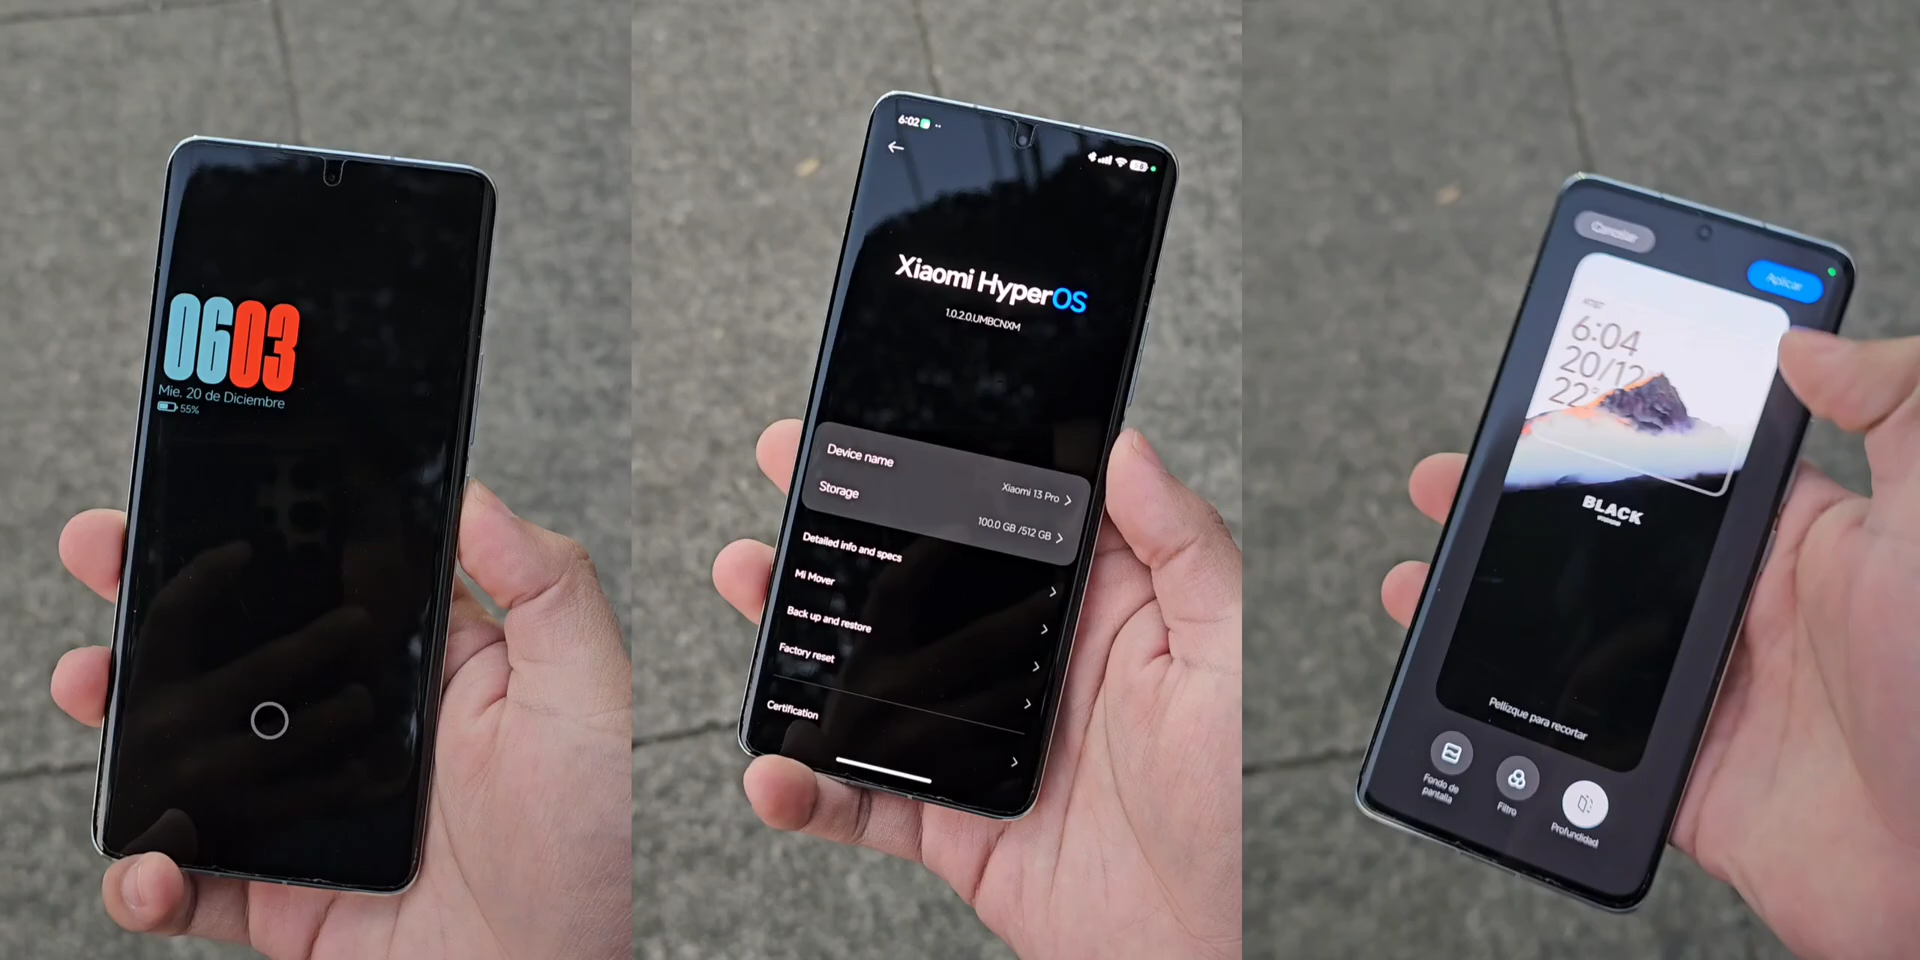 0603
Mie. 20 de Diciembre
55%
6:02
Xiaomi HyperOS
1.0.2.0.UMBCNXM
Device name
Xiaomi 13 Pro
Storage
100.0 GB /512 GB
Detailed info and specs
Mi Mover
Back up and restore
Factory reset
Certification
Cancelar
Aplicar
6:04
20/12
22°
BLACK
Pellizque para recortar
Fondo de
pantalla
Filtro
Profundidad